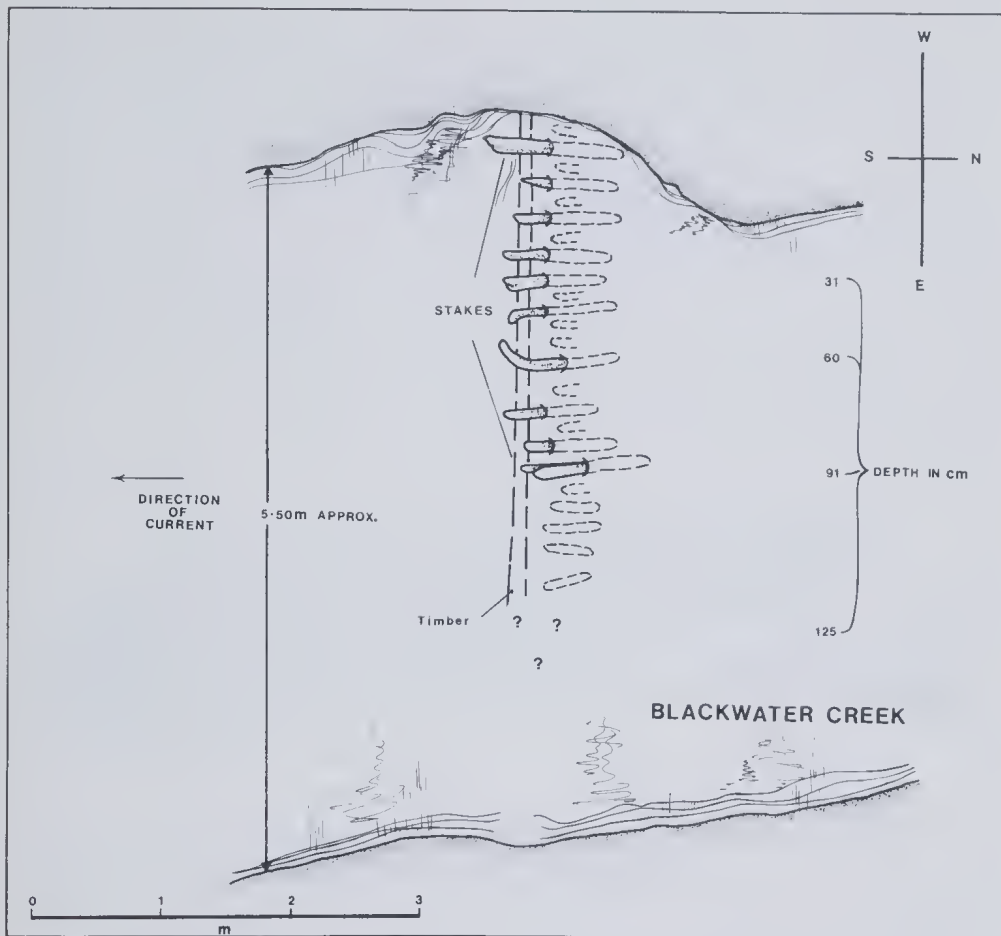 W
S N
E
31
STAKES
60
91 DEPTH IN cm
DIRECTION
OF
CURRENT
5·50m APPROX.
Timber ? ?
125
?
BLACKWATER CREEK
0 1 2 3
m